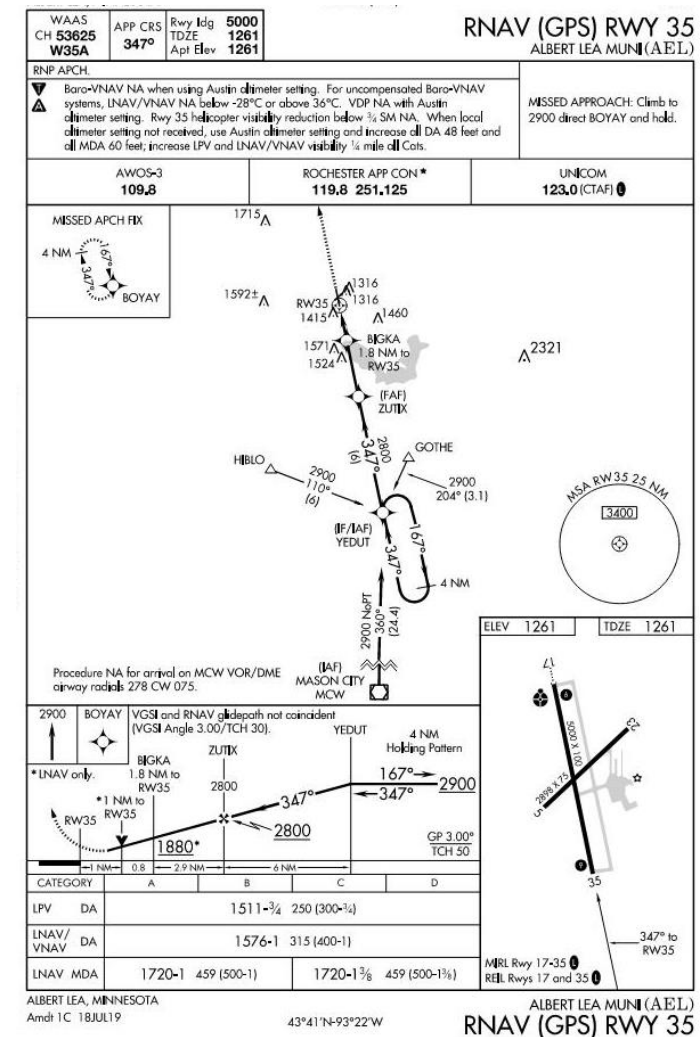 WAAS
CH 53625
W35A
APP CRS
347°
Rwy ldg 5000
TDZE 1261
Apt Elev 1261
RNAV (GPS) RWY 35
ALBERT LEA MUNI (AEL)
RNP APCH.
T
A
Baro-VNAV NA when using Austin altimeter setting. For uncompensated Baro-VNAV
systems, LNAV/VNAV NA below -28°C or above 36°C. VDP NA with Austin
altimeter setting. Rwy 35 helicopter visibility reduction below ¾ SM NA. When local
altimeter setting not received, use Austin altimeter setting and increase all DA 48 feet and
all MDA 60 feet; increase LPV and LNAV/VNAV visibility ¼ mile all Cats.
MISSED APPROACH: Climb to
2900 direct BOYAY and hold.
AWOS-3
109.8
ROCHESTER APP CON*
119.8 251.125
UNICOM
123.0 (CTAF) L
MISSED APCH FIX
4 NM
167°
347°
BOYAY
1715
1592±
1316
1316
RW35
1415
1460
1571
1524
BIGKA
1.8 NM to
RW35
2321
(FAF)
ZUTIX
2800
347°
(6)
HIBLO
2900
110°
(6)
GOTHE
2900
204° (3.1)
(IF/IAF)
YEDUT
167°
347°
4 NM
MSA RW35 25 NM
3400
2900 NoPT
360°
(24.4)
(IAF)
MASON CITY
MCW
Procedure NA for arrival on MCW VOR/DME
airway radials 278 CW 075.
ELEV 1261
TDZE 1261
17
5000 X 100
23
2898 X 75
5
35
347° to
RW35
MIRL Rwy 17-35 L
REIL Rwys 17 and 35 L
2900
BOYAY
VGSI and RNAV glidepath not coincident
(VGSI Angle 3.00/TCH 30).
*LNAV only.
RW35
*1 NM to
RW35
BIGKA
1.8 NM to
RW35
ZUTIX
2800
YEDUT
4 NM
Holding Pattern
167°
347°
2900
347°
2800
1880*
GP 3.00°
TCH 50
1 NM
0.8
2.9 NM
6 NM
CATEGORY A B C D
LPV DA 1511-¾ 250 (300-¾)
LNAV/
VNAV DA 1576-1 315 (400-1)
LNAV MDA 1720-1 459 (500-1) 1720-1⅜ 459 (500-1⅜)
ALBERT LEA, MINNESOTA
Amdt 1C 18JUL19
43°41'N-93°22'W
ALBERT LEA MUNI (AEL)
RNAV (GPS) RWY 35